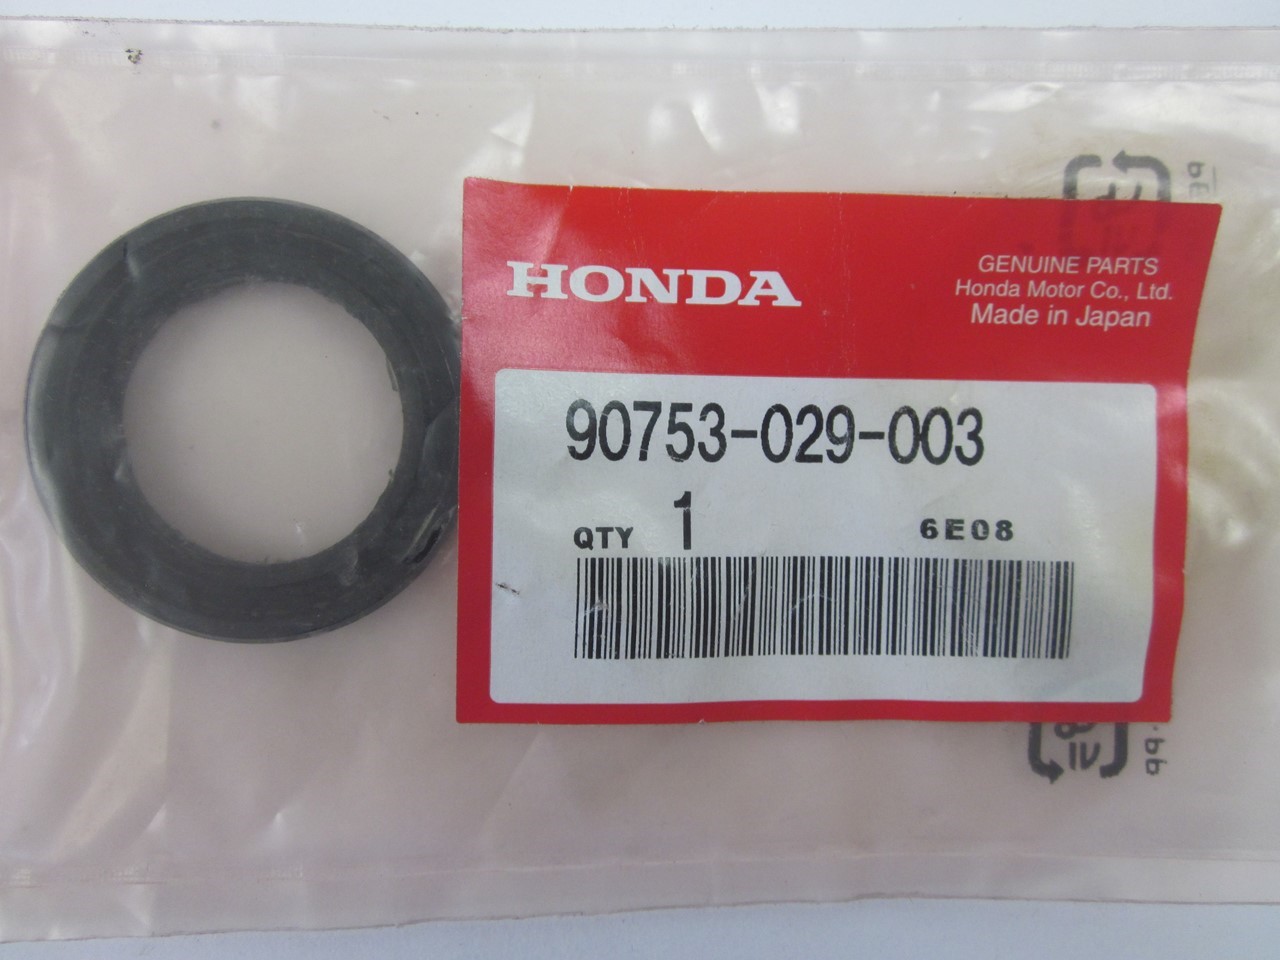 HONDA
GENUINE PARTS
Honda Motor Co., Ltd.
Made in Japan
90753-029-003
QTY 1 6E08